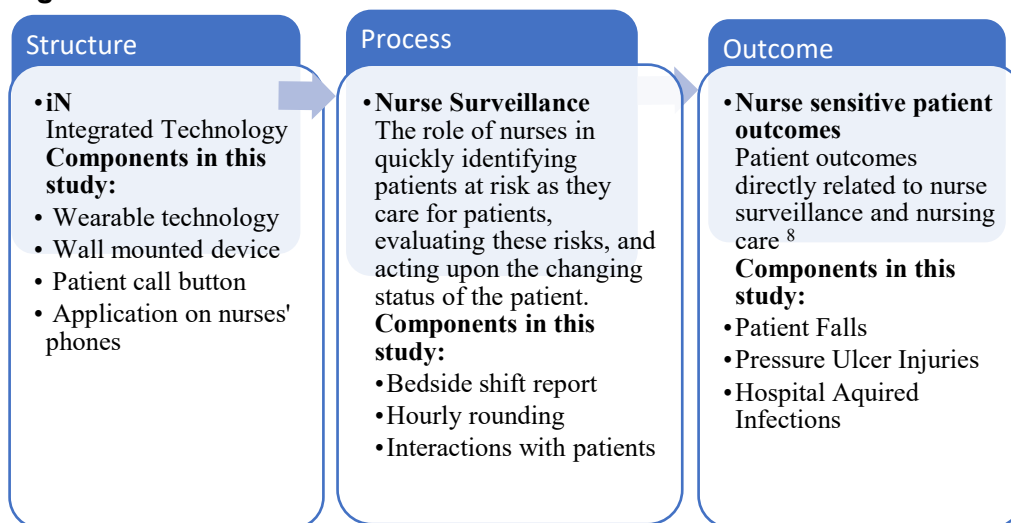 Structure
• iN
Integrated Technology
Components in this
study:
• Wearable technology
• Wall mounted device
• Patient call button
• Application on nurses'
phones
Process
• Nurse Surveillance
The role of nurses in
quickly identifying
patients at risk as they
care for patients,
evaluating these risks, and
acting upon the changing
status of the patient.
Components in this
study:
• Bedside shift report
• Hourly rounding
• Interactions with patients
Outcome
• Nurse sensitive patient
outcomes
Patient outcomes
directly related to nurse
surveillance and nursing
care 8
Components in this
study:
• Patient Falls
• Pressure Ulcer Injuries
• Hospital Aquired
Infections